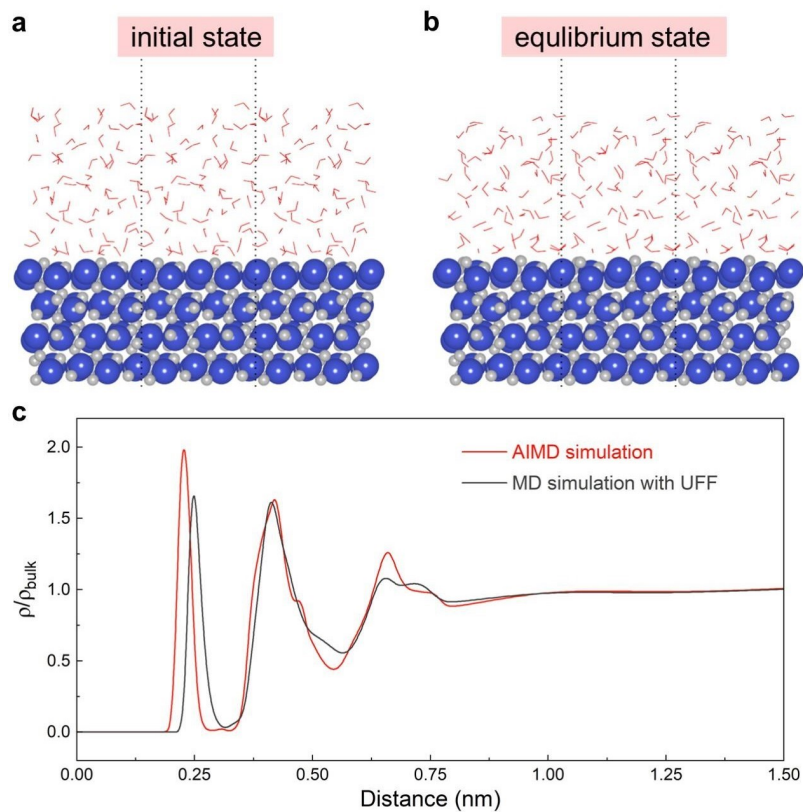 a
initial state
b
equlibrium state
c
AIMD simulation
MD simulation with UFF
ρ/ρbulk
2.0
1.5
1.0
0.5
0.0
0.00 0.25 0.50 0.75 1.00 1.25 1.50
Distance (nm)